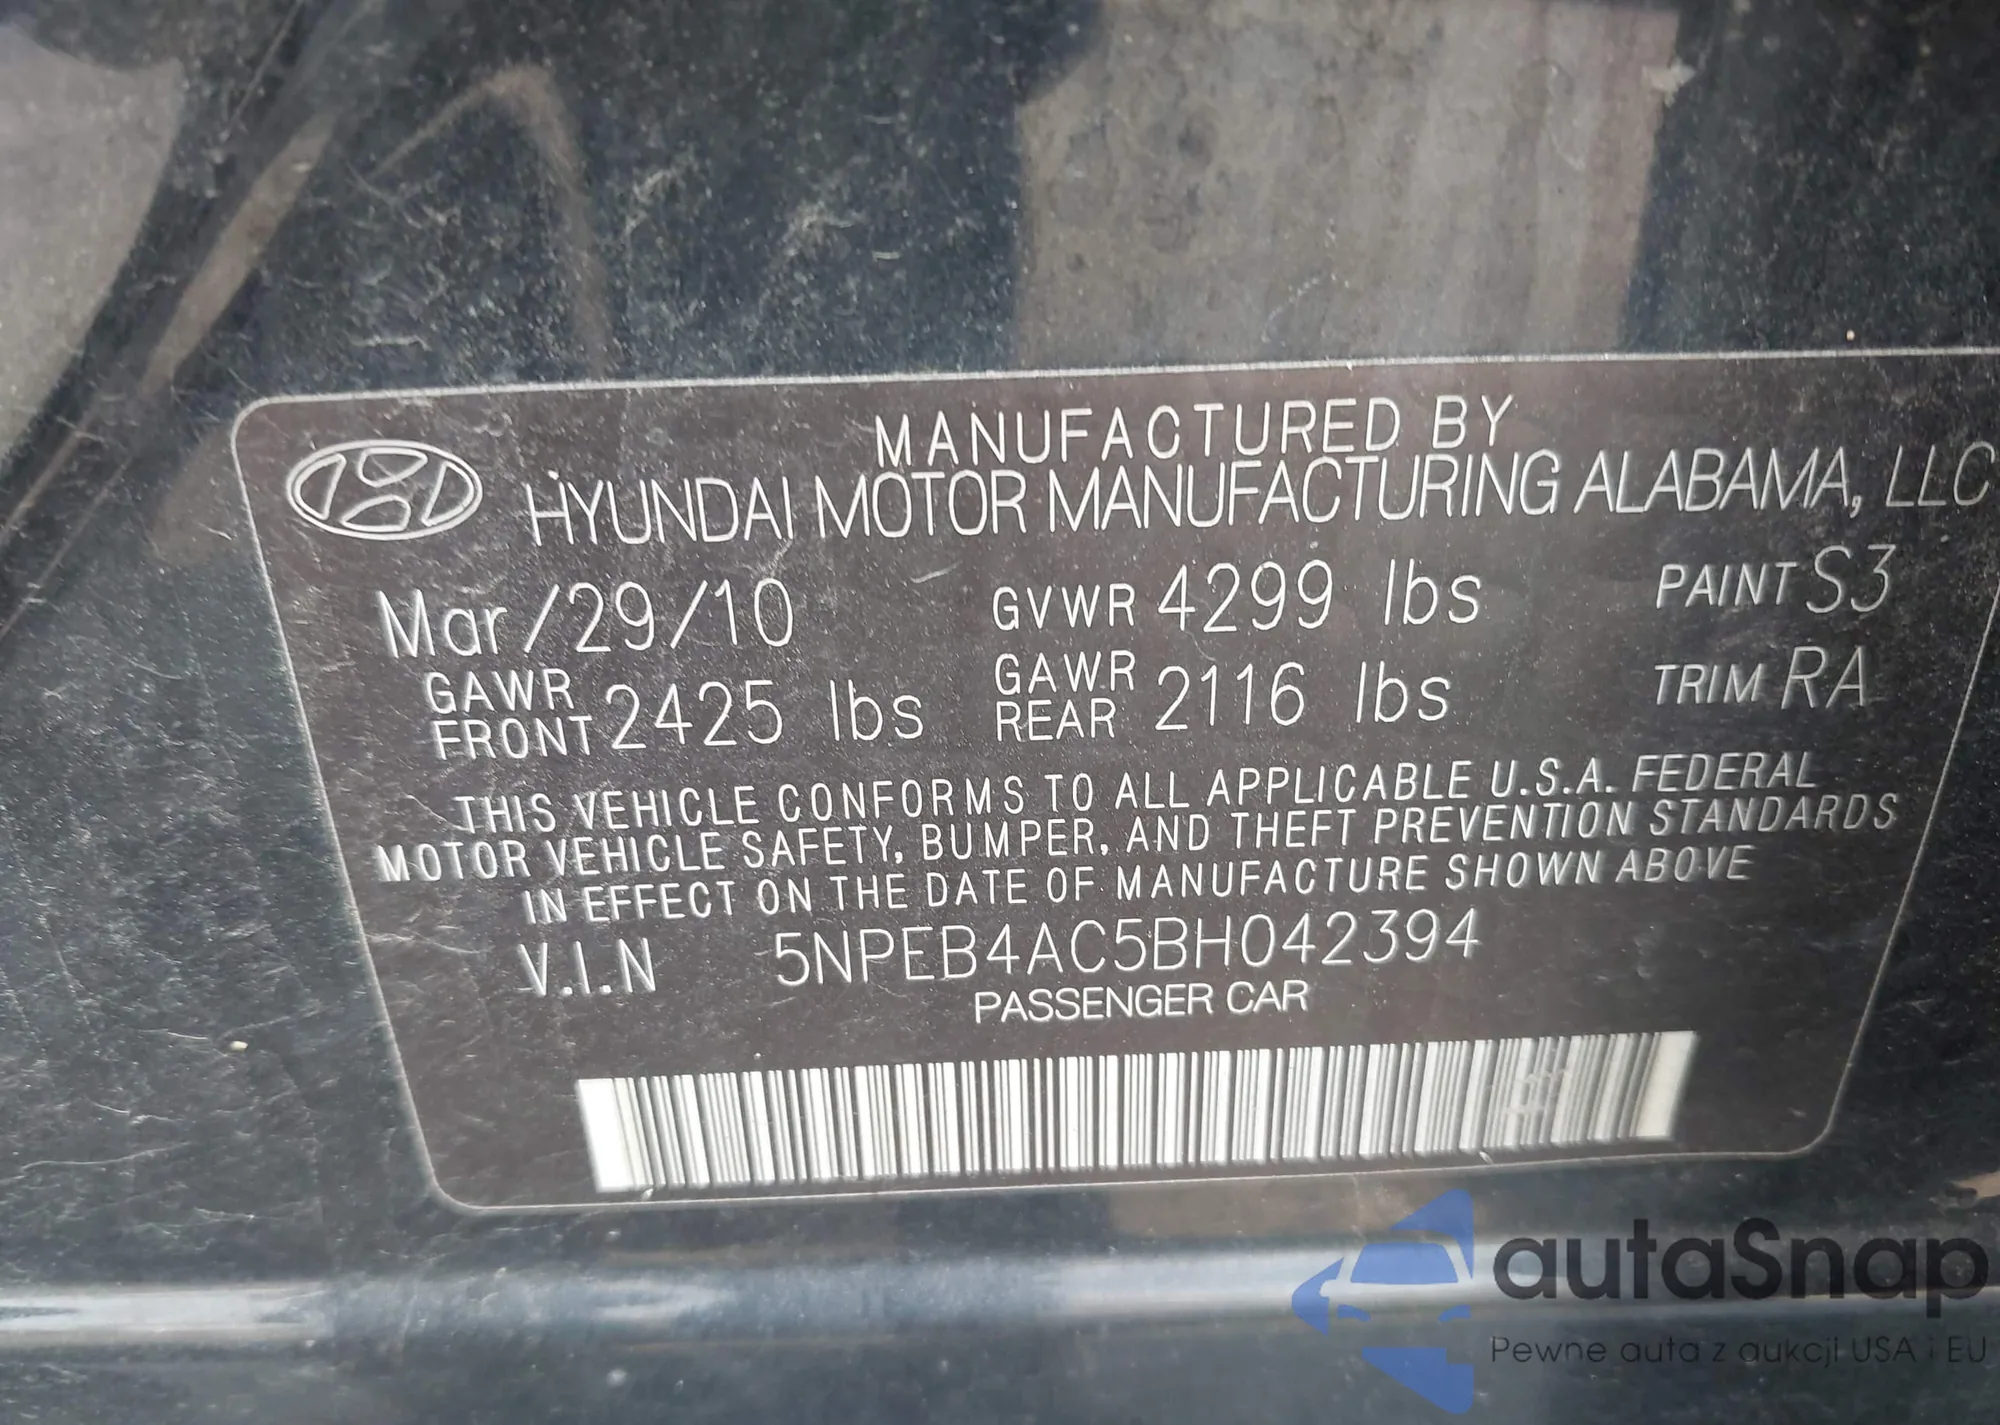 MANUFACTURED BY
HYUNDAI MOTOR MANUFACTURING ALABAMA, LLC
Mar/29/10 GVWR 4299 lbs PAINT S3
GAWR FRONT 2425 lbs GAWR REAR 2116 lbs TRIM RA
THIS VEHICLE CONFORMS TO ALL APPLICABLE U.S.A. FEDERAL
MOTOR VEHICLE SAFETY, BUMPER, AND THEFT PREVENTION STANDARDS
IN EFFECT ON THE DATE OF MANUFACTURE SHOWN ABOVE
V.I.N 5NPEB4AC5BH042394
PASSENGER CAR
autaSnap
Pewne auta z aukcji USA i EU